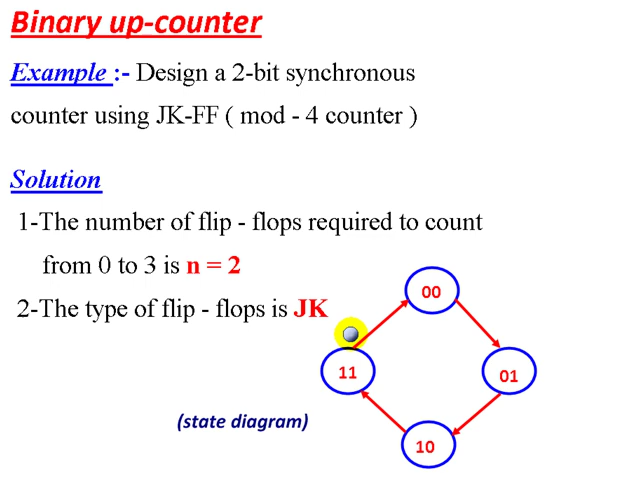 Binary up-counter
Example :- Design a 2-bit synchronous
counter using JK-FF ( mod - 4 counter )
Solution
1-The number of flip - flops required to count
from 0 to 3 is n = 2
2-The type of flip - flops is JK
00
11
01
10
(state diagram)